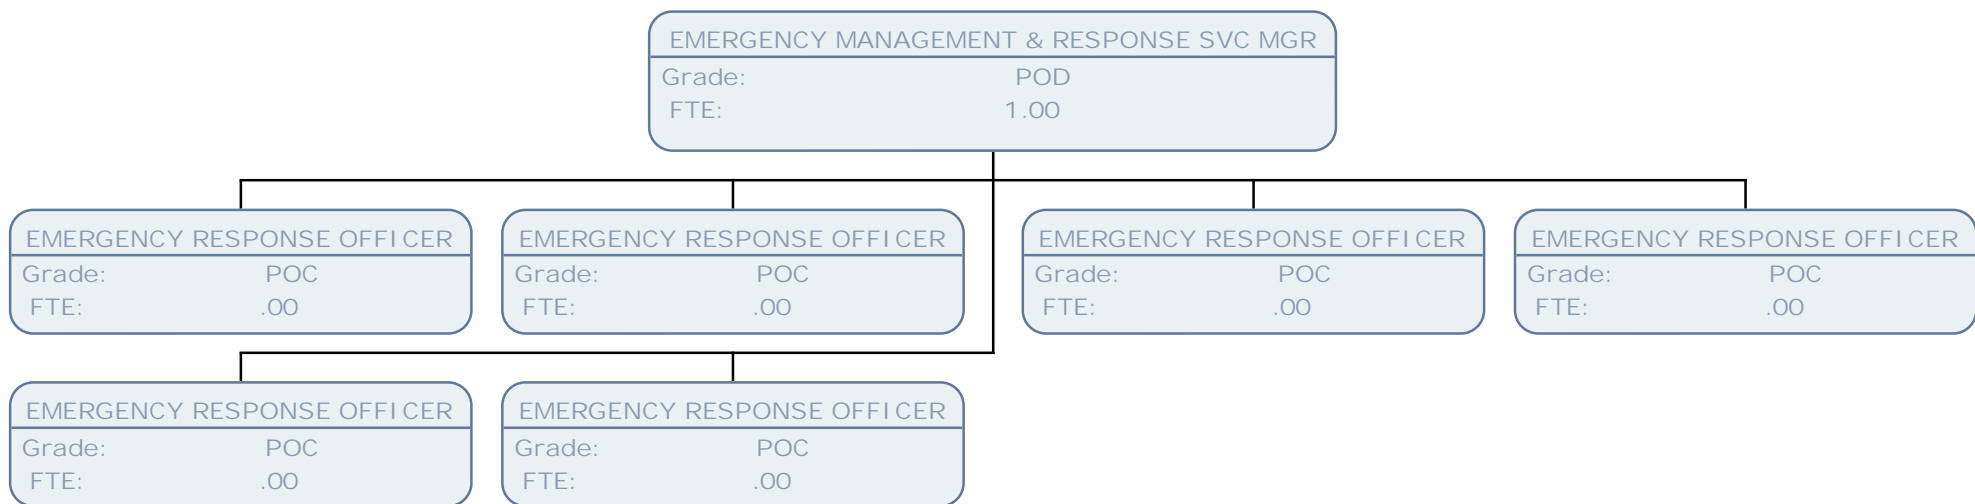 EMERGENCY MANAGEMENT & RESPONSE SVC MGR
Grade: POD
FTE: 1.00
EMERGENCY RESPONSE OFFICER
Grade: POC
FTE: .00
EMERGENCY RESPONSE OFFICER
Grade: POC
FTE: .00
EMERGENCY RESPONSE OFFICER
Grade: POC
FTE: .00
EMERGENCY RESPONSE OFFICER
Grade: POC
FTE: .00
EMERGENCY RESPONSE OFFICER
Grade: POC
FTE: .00
EMERGENCY RESPONSE OFFICER
Grade: POC
FTE: .00